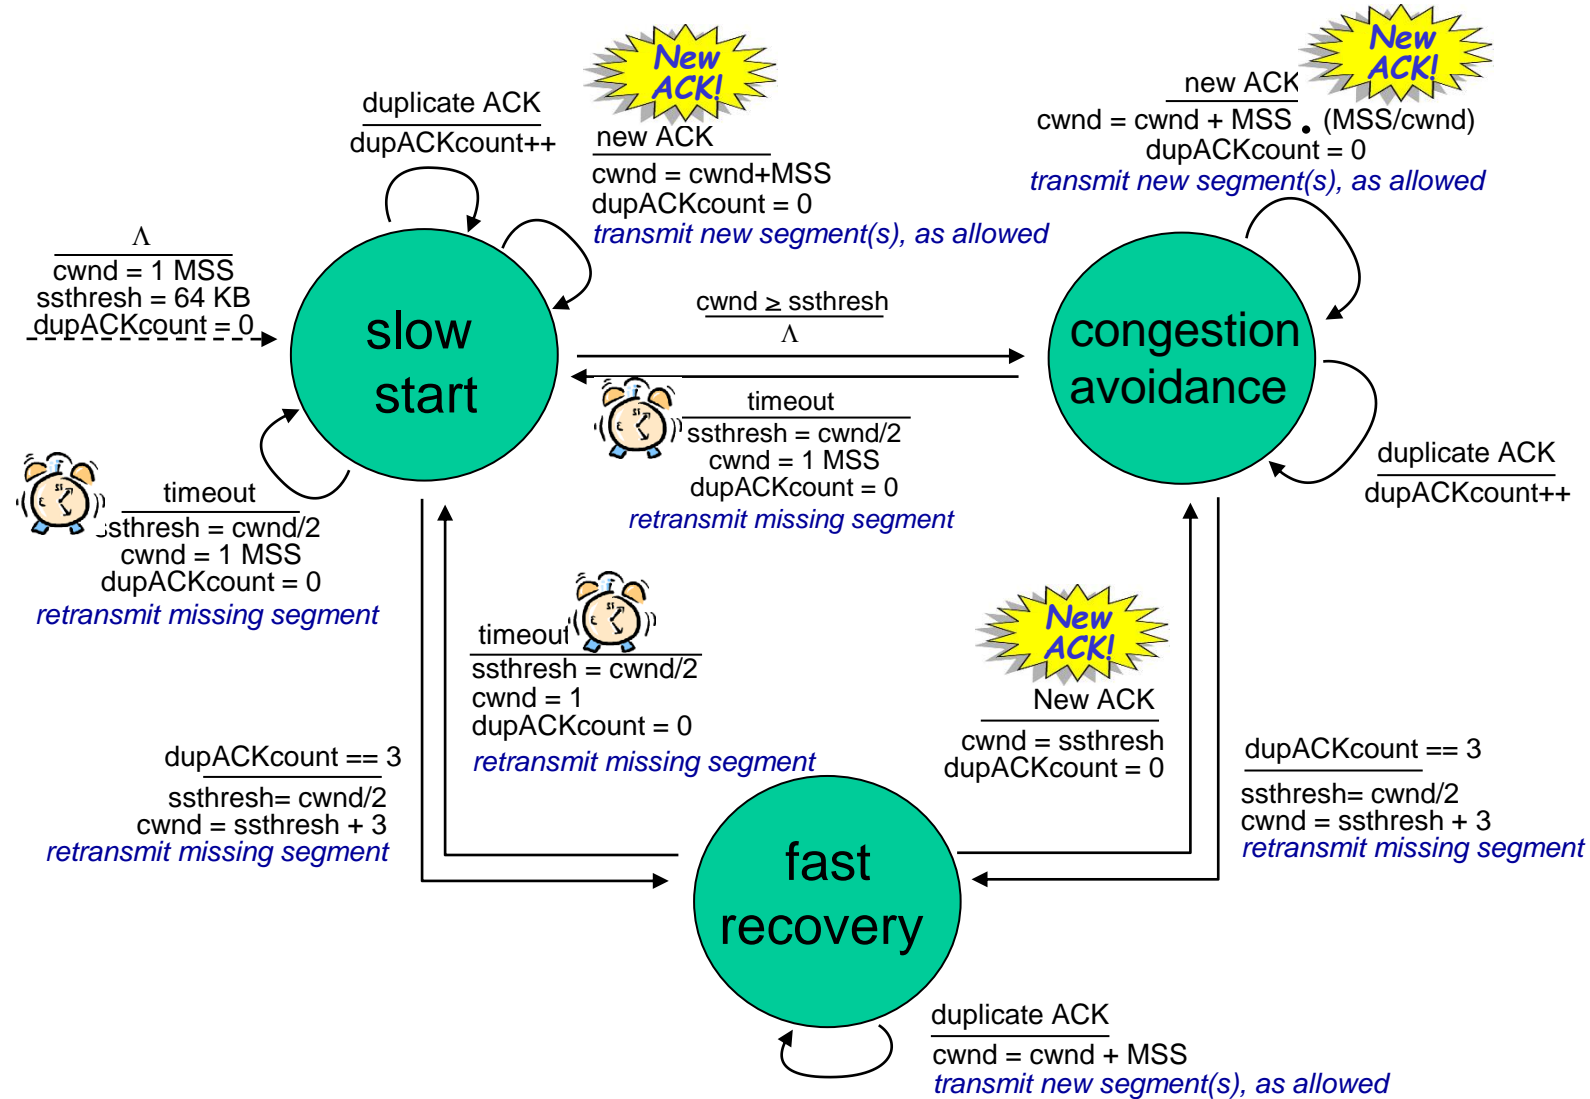 New
ACK!
duplicate ACK
dupACKcount++
new ACK
cwnd = cwnd+MSS
dupACKcount = 0
transmit new segment(s), as allowed
New
ACK!
new ACK
cwnd = cwnd + MSS • (MSS/cwnd)
dupACKcount = 0
transmit new segment(s), as allowed
Λ
cwnd = 1 MSS
ssthresh = 64 KB
dupACKcount = 0
slow
start
cwnd ≥ ssthresh
Λ
congestion
avoidance
timeout
ssthresh = cwnd/2
cwnd = 1 MSS
dupACKcount = 0
retransmit missing segment
duplicate ACK
dupACKcount++
timeout
ssthresh = cwnd/2
cwnd = 1 MSS
dupACKcount = 0
retransmit missing segment
timeout
ssthresh = cwnd/2
cwnd = 1
dupACKcount = 0
retransmit missing segment
New
ACK!
New ACK
cwnd = ssthresh
dupACKcount = 0
dupACKcount == 3
ssthresh= cwnd/2
cwnd = ssthresh + 3
retransmit missing segment
dupACKcount == 3
ssthresh= cwnd/2
cwnd = ssthresh + 3
retransmit missing segment
fast
recovery
duplicate ACK
cwnd = cwnd + MSS
transmit new segment(s), as allowed